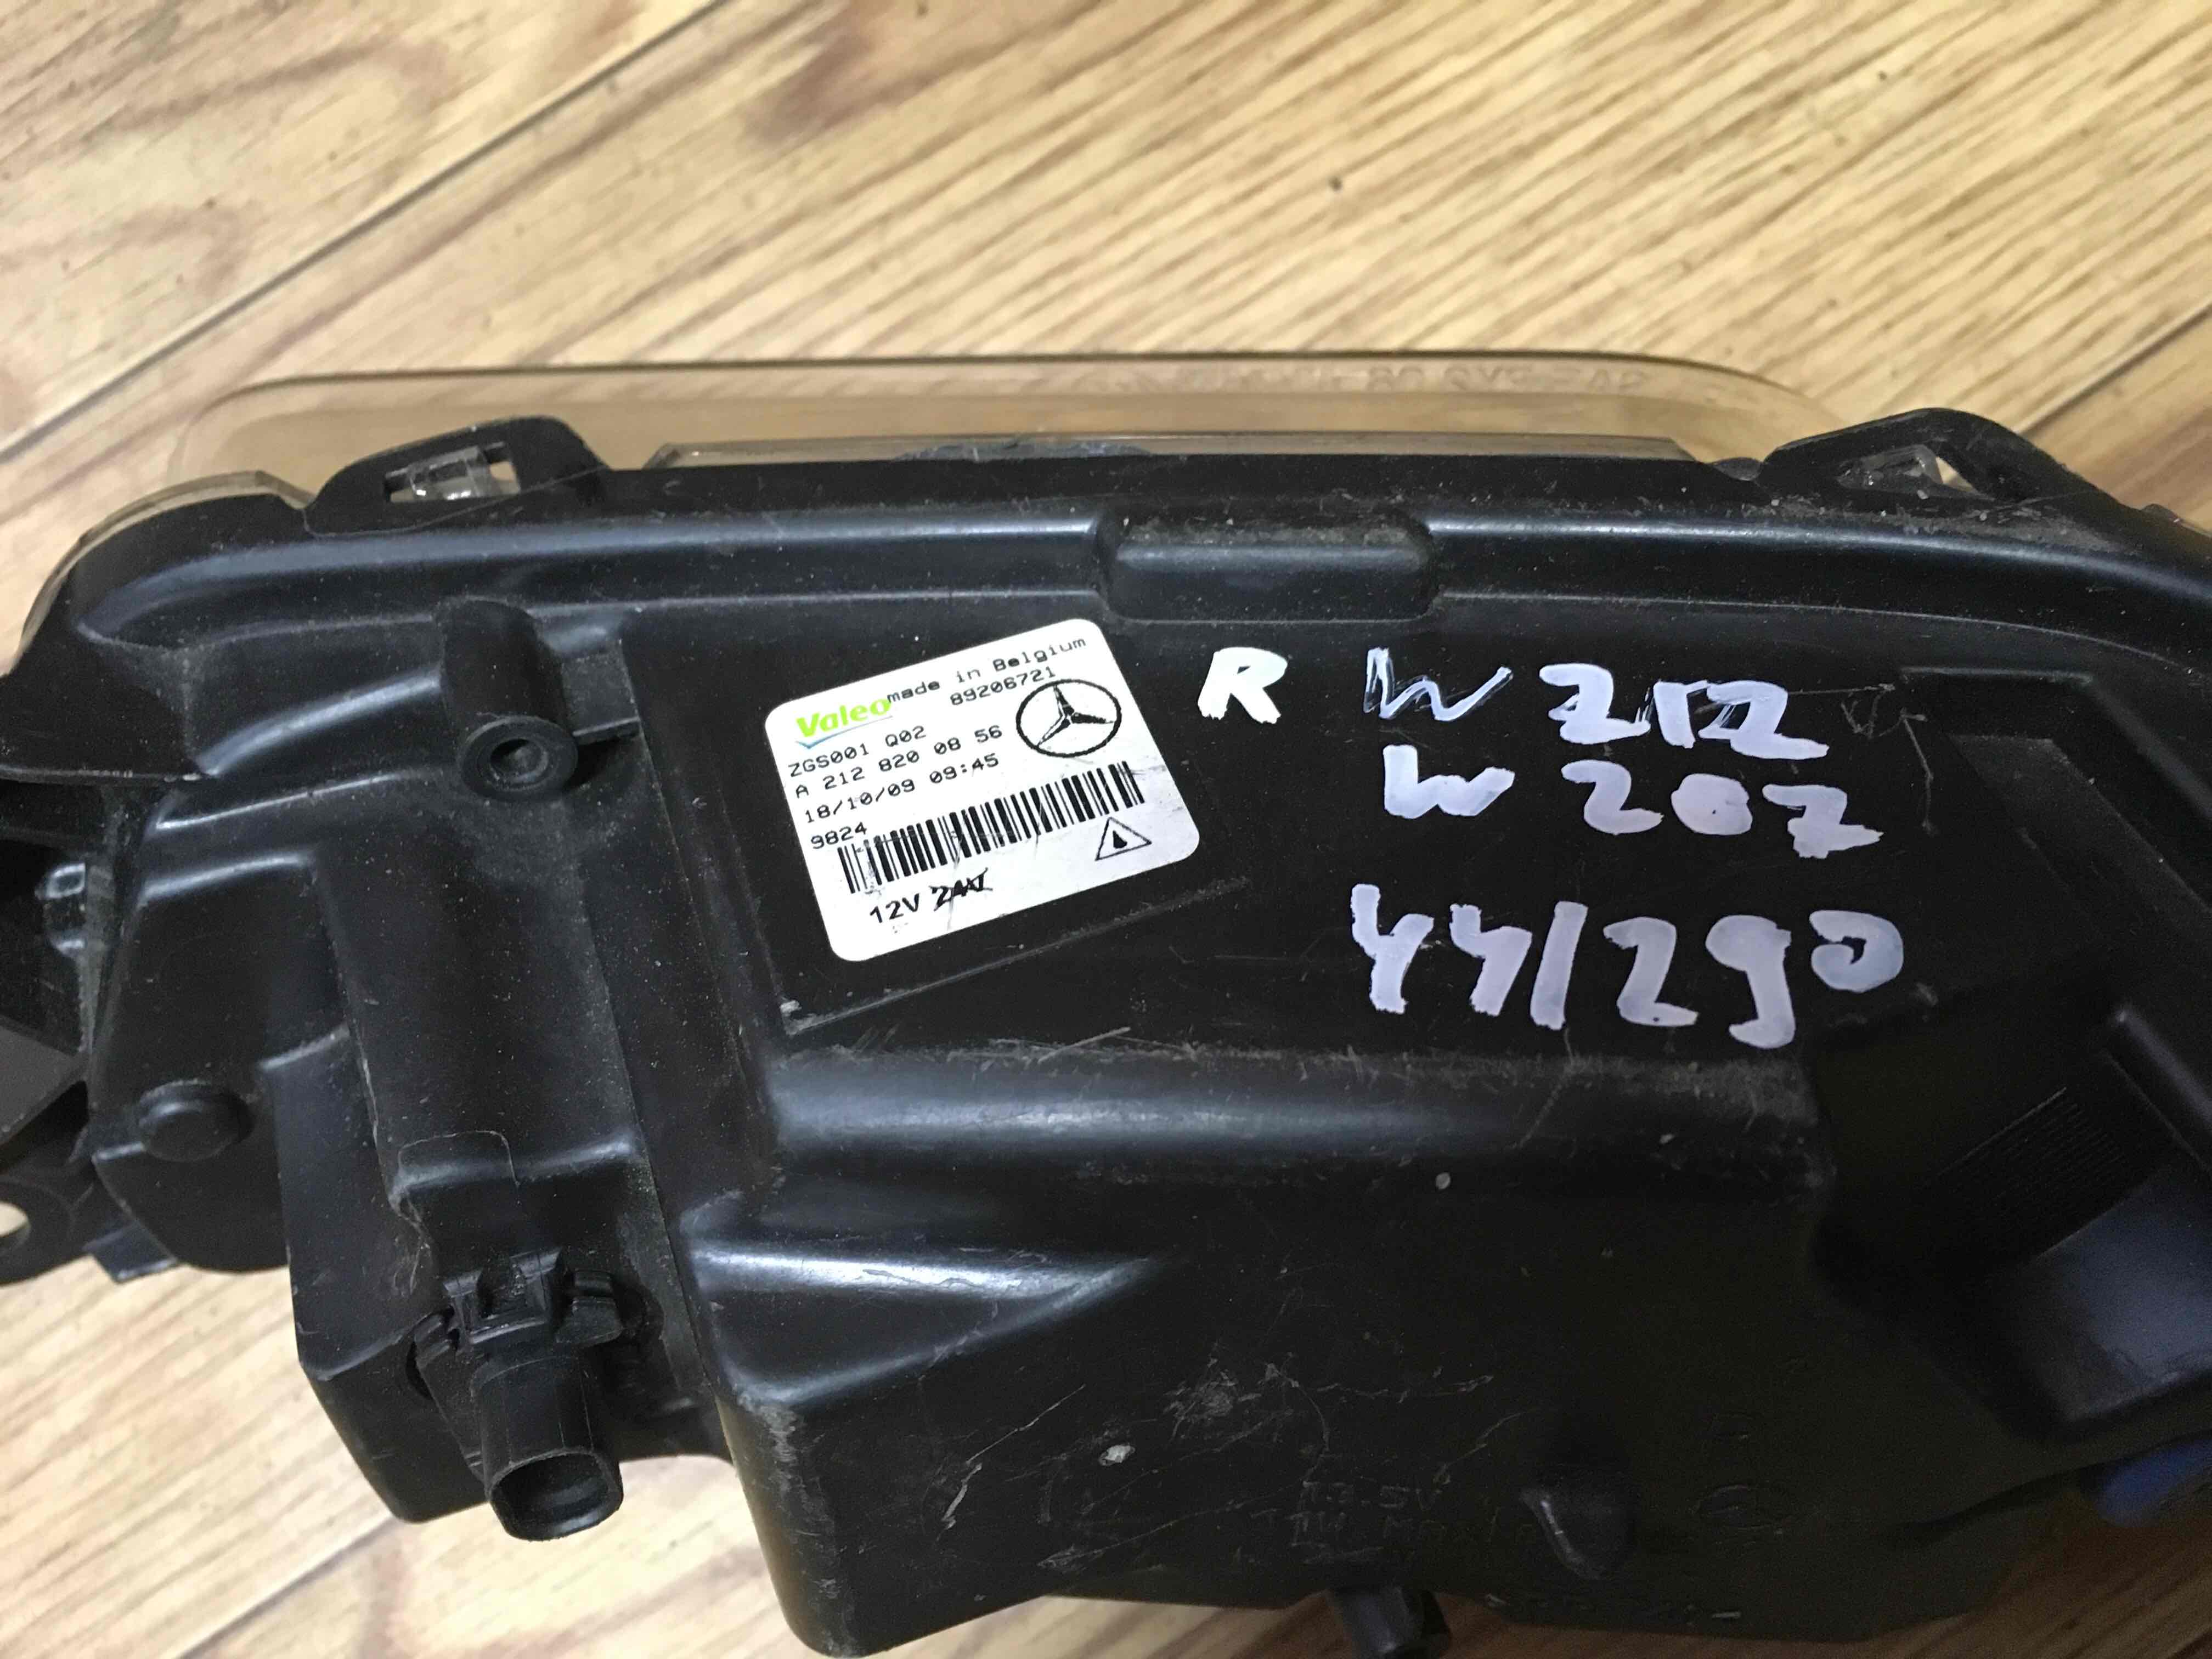 Valeo made in Belgium
89206721
ZGS001 Q02
A 212 820 08 56
18/10/09 09:45
9824
12V 24V
R W 212
W 207
44/290